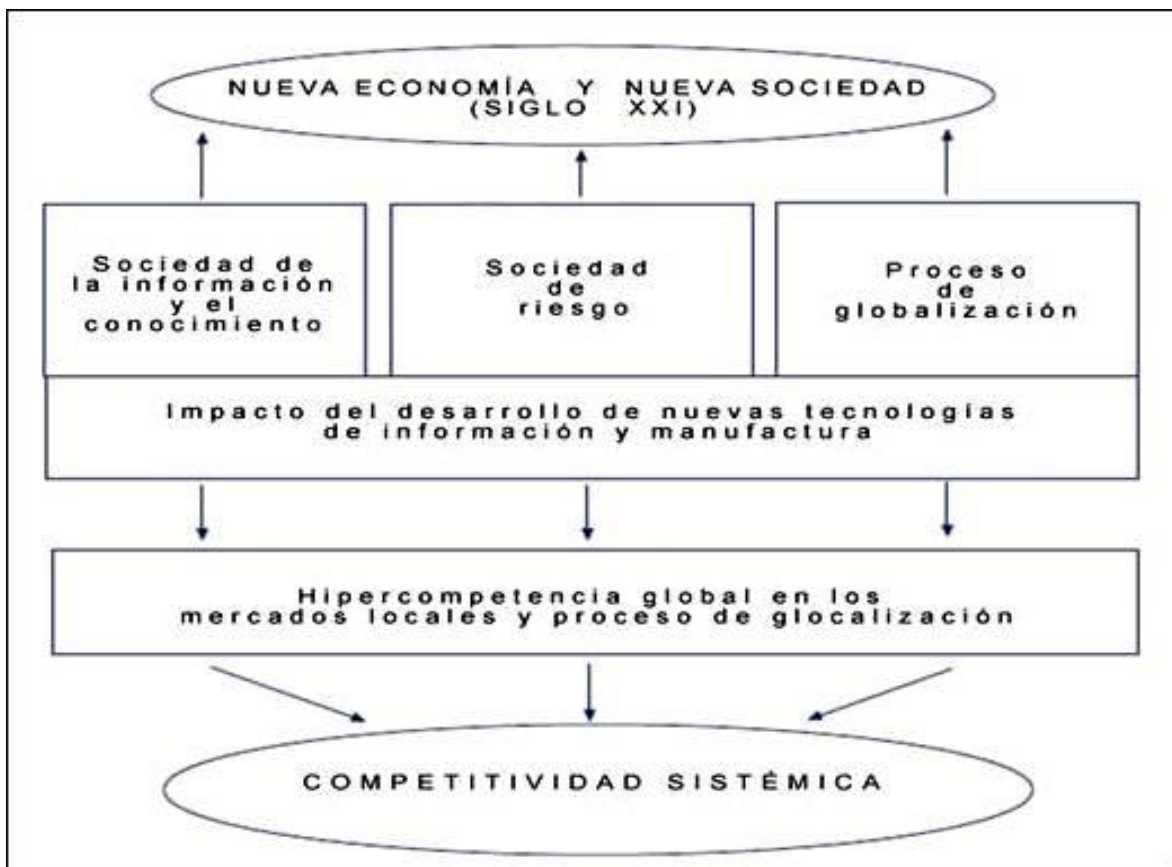 NUEVA ECONOMÍA Y NUEVA SOCIEDAD
(SIGLO XXI)
Sociedad de
la información
y el
conocimiento
Sociedad
de
riesgo
Proceso
de
globalización
Impacto del desarrollo de nuevas tecnologías
de información y manufactura
Hipercompetencia global en los
mercados locales y proceso de glocalización
COMPETITIVIDAD SISTÉMICA